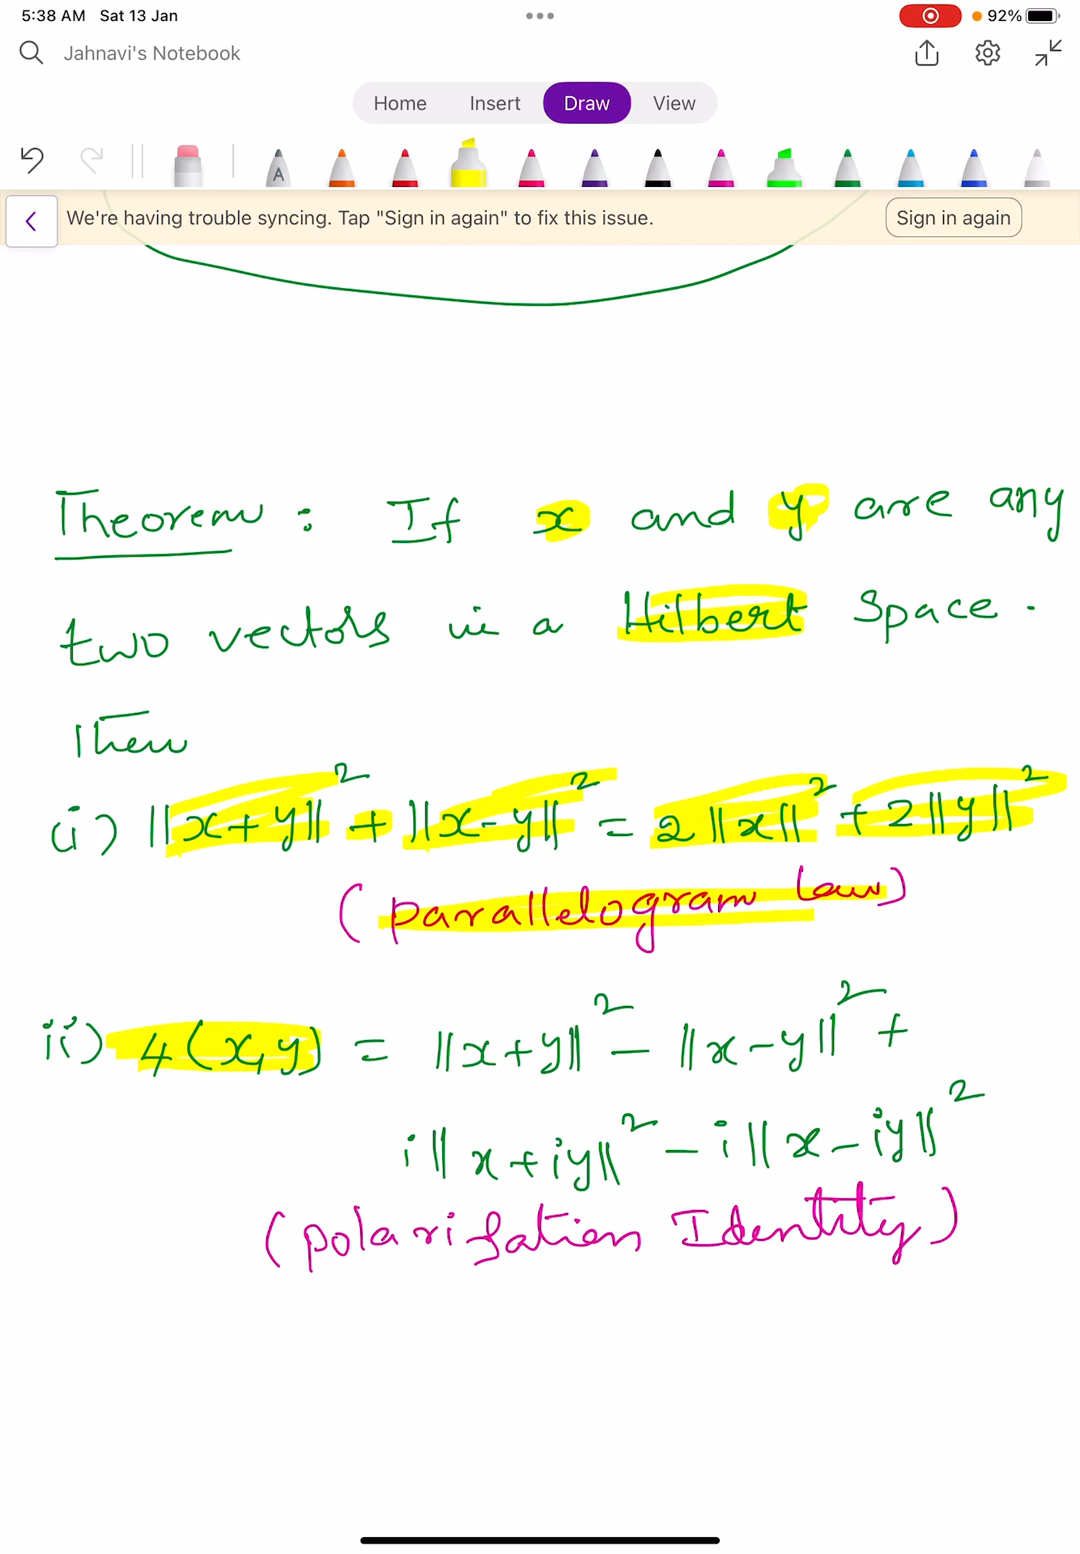 5:38 AM Sat 13 Jan
92%
Jahnavi's Notebook
Home Insert Draw View
A
We're having trouble syncing. Tap "Sign in again" to fix this issue.
Sign in again
Theorem : If x and y are any
two vectors in a Hilbert Space.
Then
(i) ||x+y||² + ||x-y||² = 2||x||² + 2||y||²
(parallelogram law)
ii) 4(x,y) = ||x+y||² - ||x-y||² +
i||x+iy||² - i||x-iy||²
(polarisation Identity)